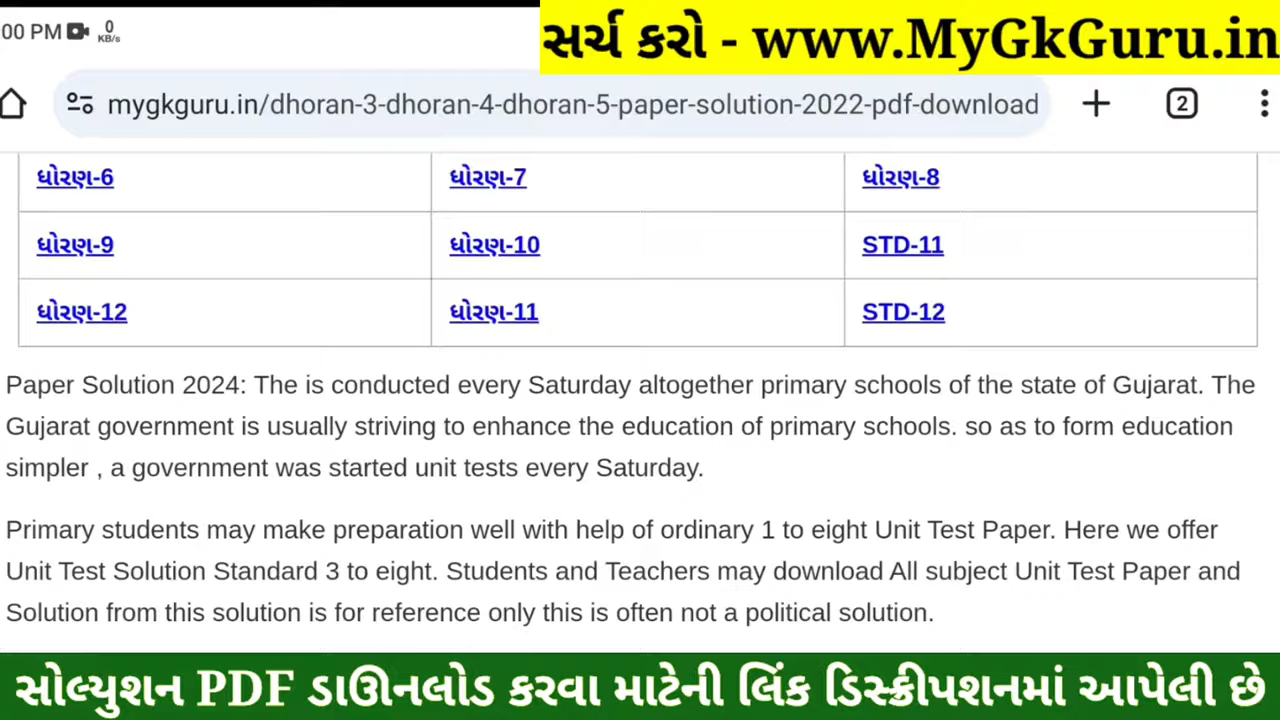 સર્ચ કરો - www.MyGkGuru.in
00 PM 0 KB/s
mygkguru.in/dhoran-3-dhoran-4-dhoran-5-paper-solution-2022-pdf-download
2
ધોરણ-6 ધોરણ-7 ધોરણ-8
ધોરણ-9 ધોરણ-10 STD-11
ધોરણ-12 ધોરણ-11 STD-12
Paper Solution 2024: The is conducted every Saturday altogether primary schools of the state of Gujarat. The
Gujarat government is usually striving to enhance the education of primary schools. so as to form education
simpler , a government was started unit tests every Saturday.
Primary students may make preparation well with help of ordinary 1 to eight Unit Test Paper. Here we offer
Unit Test Solution Standard 3 to eight. Students and Teachers may download All subject Unit Test Paper and
Solution from this solution is for reference only this is often not a political solution.
સોલ્યુશન PDF ડાઊનલોડ કરવા માટેની લિંક ડિસ્ક્રીપશનમાં આપેલી છે